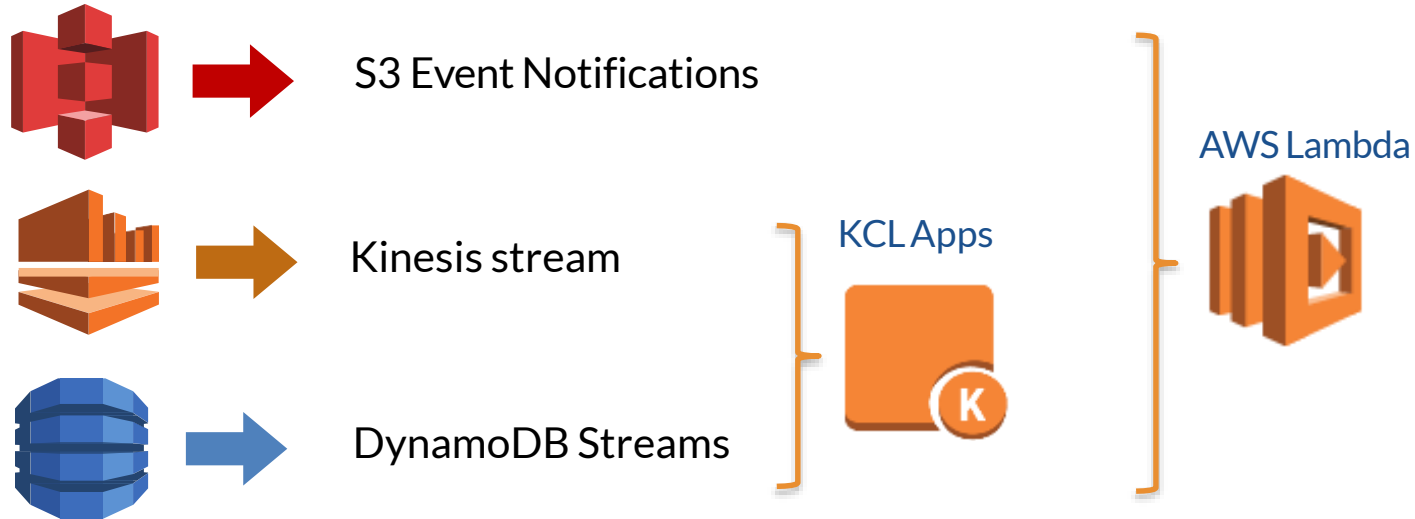 S3 Event Notifications
AWS Lambda
KCL Apps
Kinesis stream
K
DynamoDB Streams